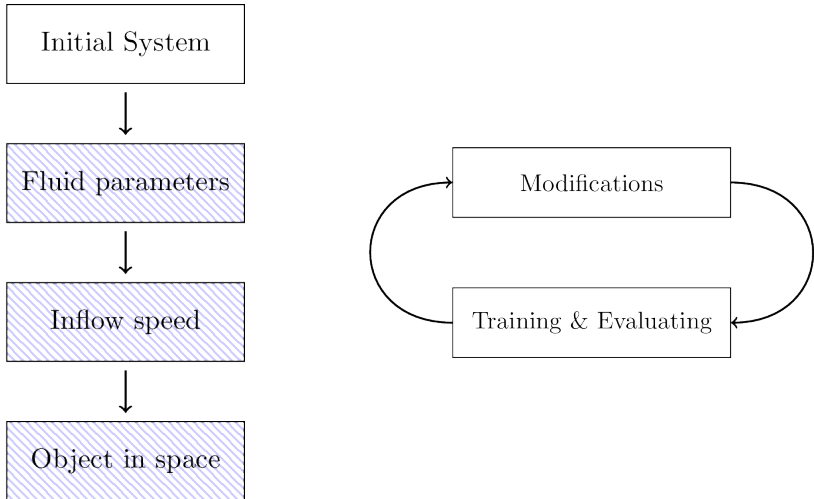 Initial System
Fluid parameters
Inflow speed
Object in space
Modifications
Training & Evaluating